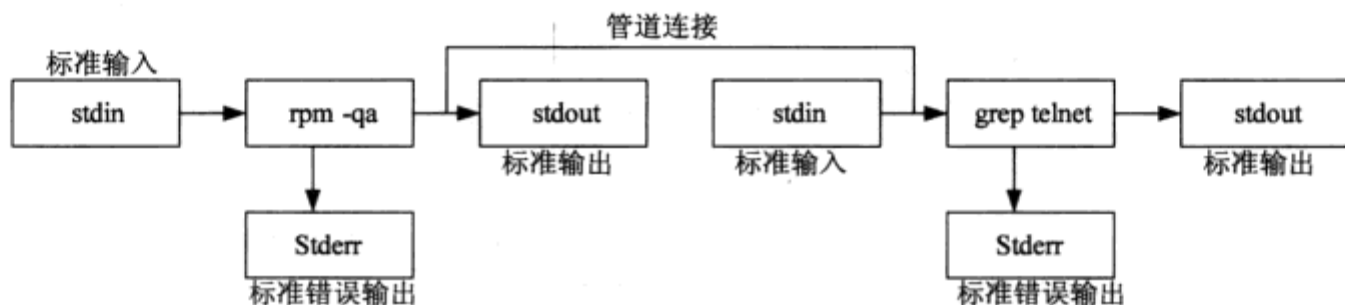 管道连接
标准输入
stdin
rpm -qa
stdout
stdin
grep telnet
stdout
标准输出
标准输入
标准输出
Stderr
Stderr
标准错误输出
标准错误输出